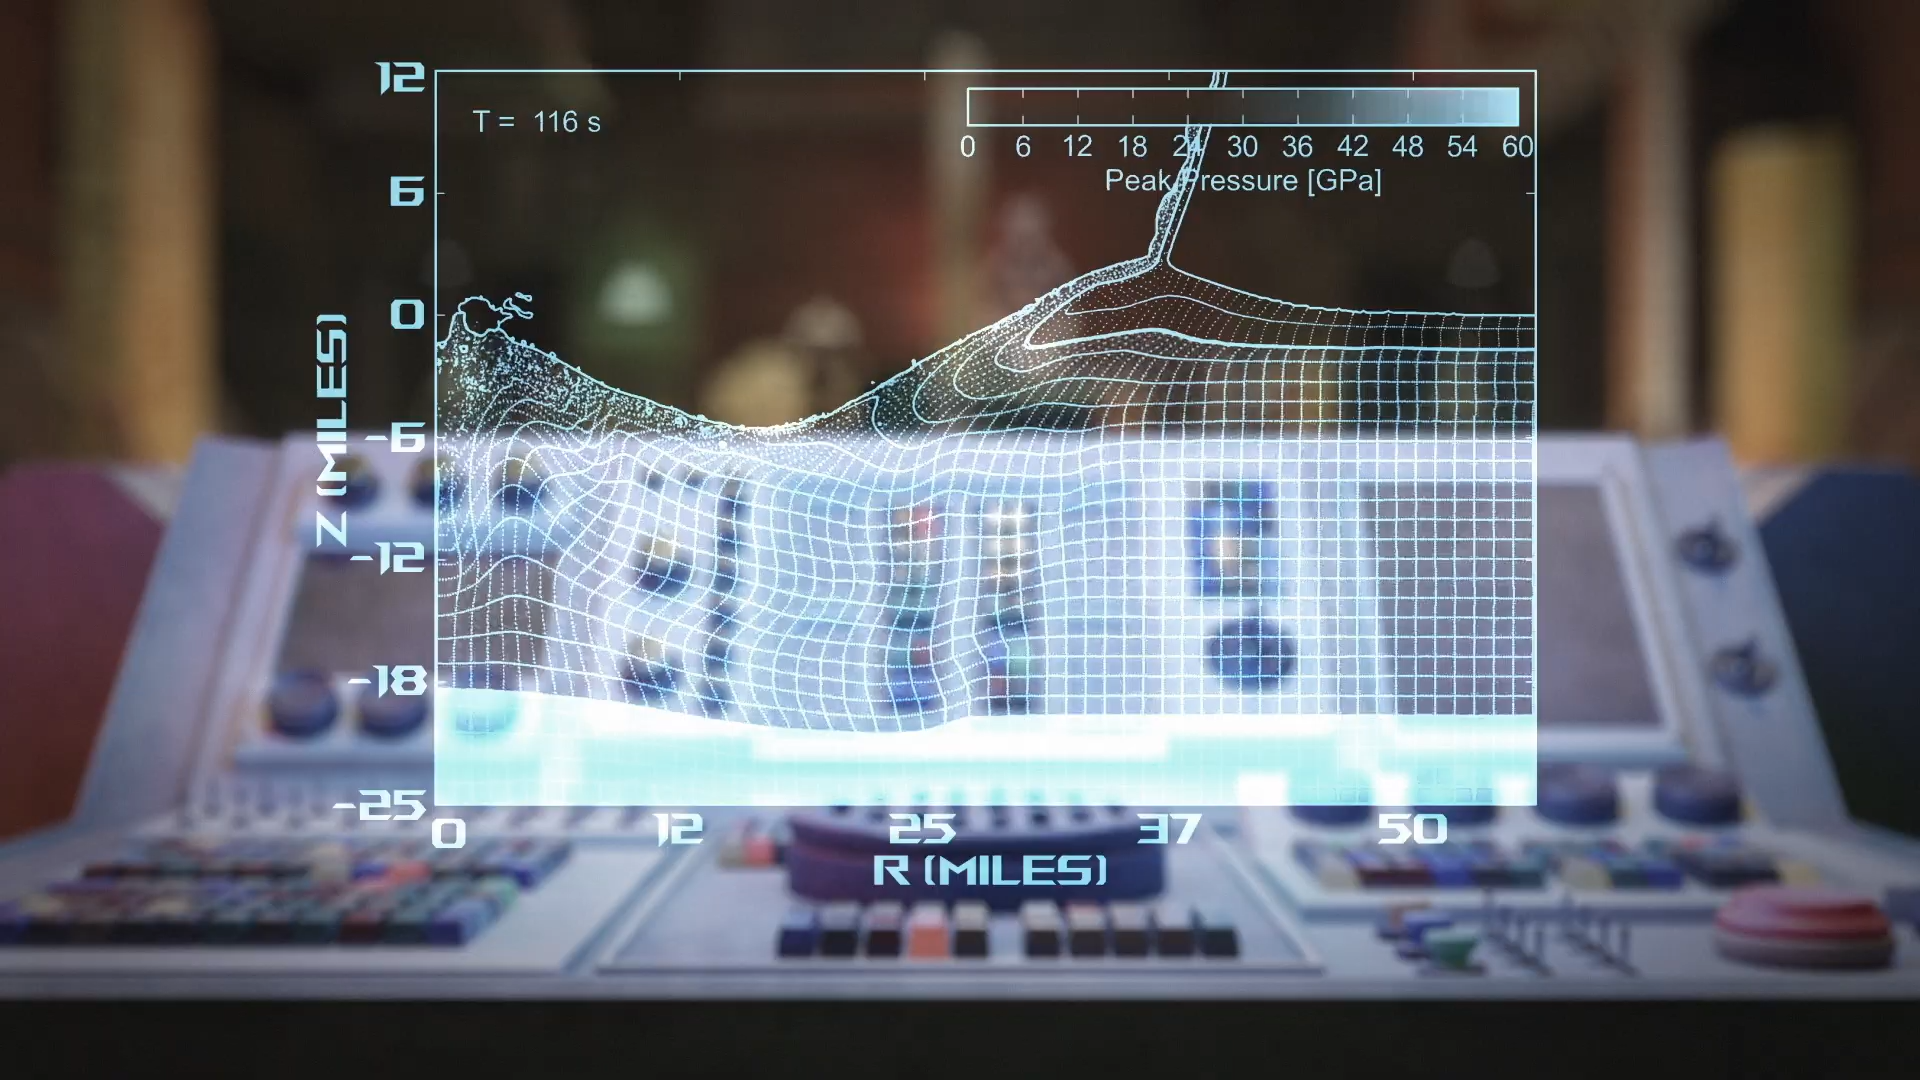 12
T = 116 s
0 6 12 18 24 30 36 42 48 54 60
Peak Pressure [GPa]
6
0
-6
-12
-18
-25
Z (MILES)
0 12 25 37 50
R (MILES)